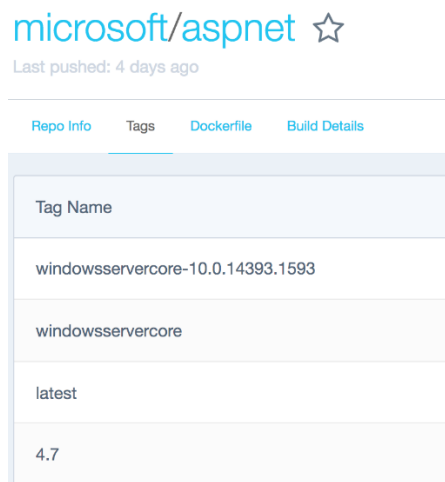 microsoft/aspnet
Last pushed: 4 days ago
Repo Info Tags Dockerfile Build Details
Tag Name
windowsservercore-10.0.14393.1593
windowsservercore
latest
4.7